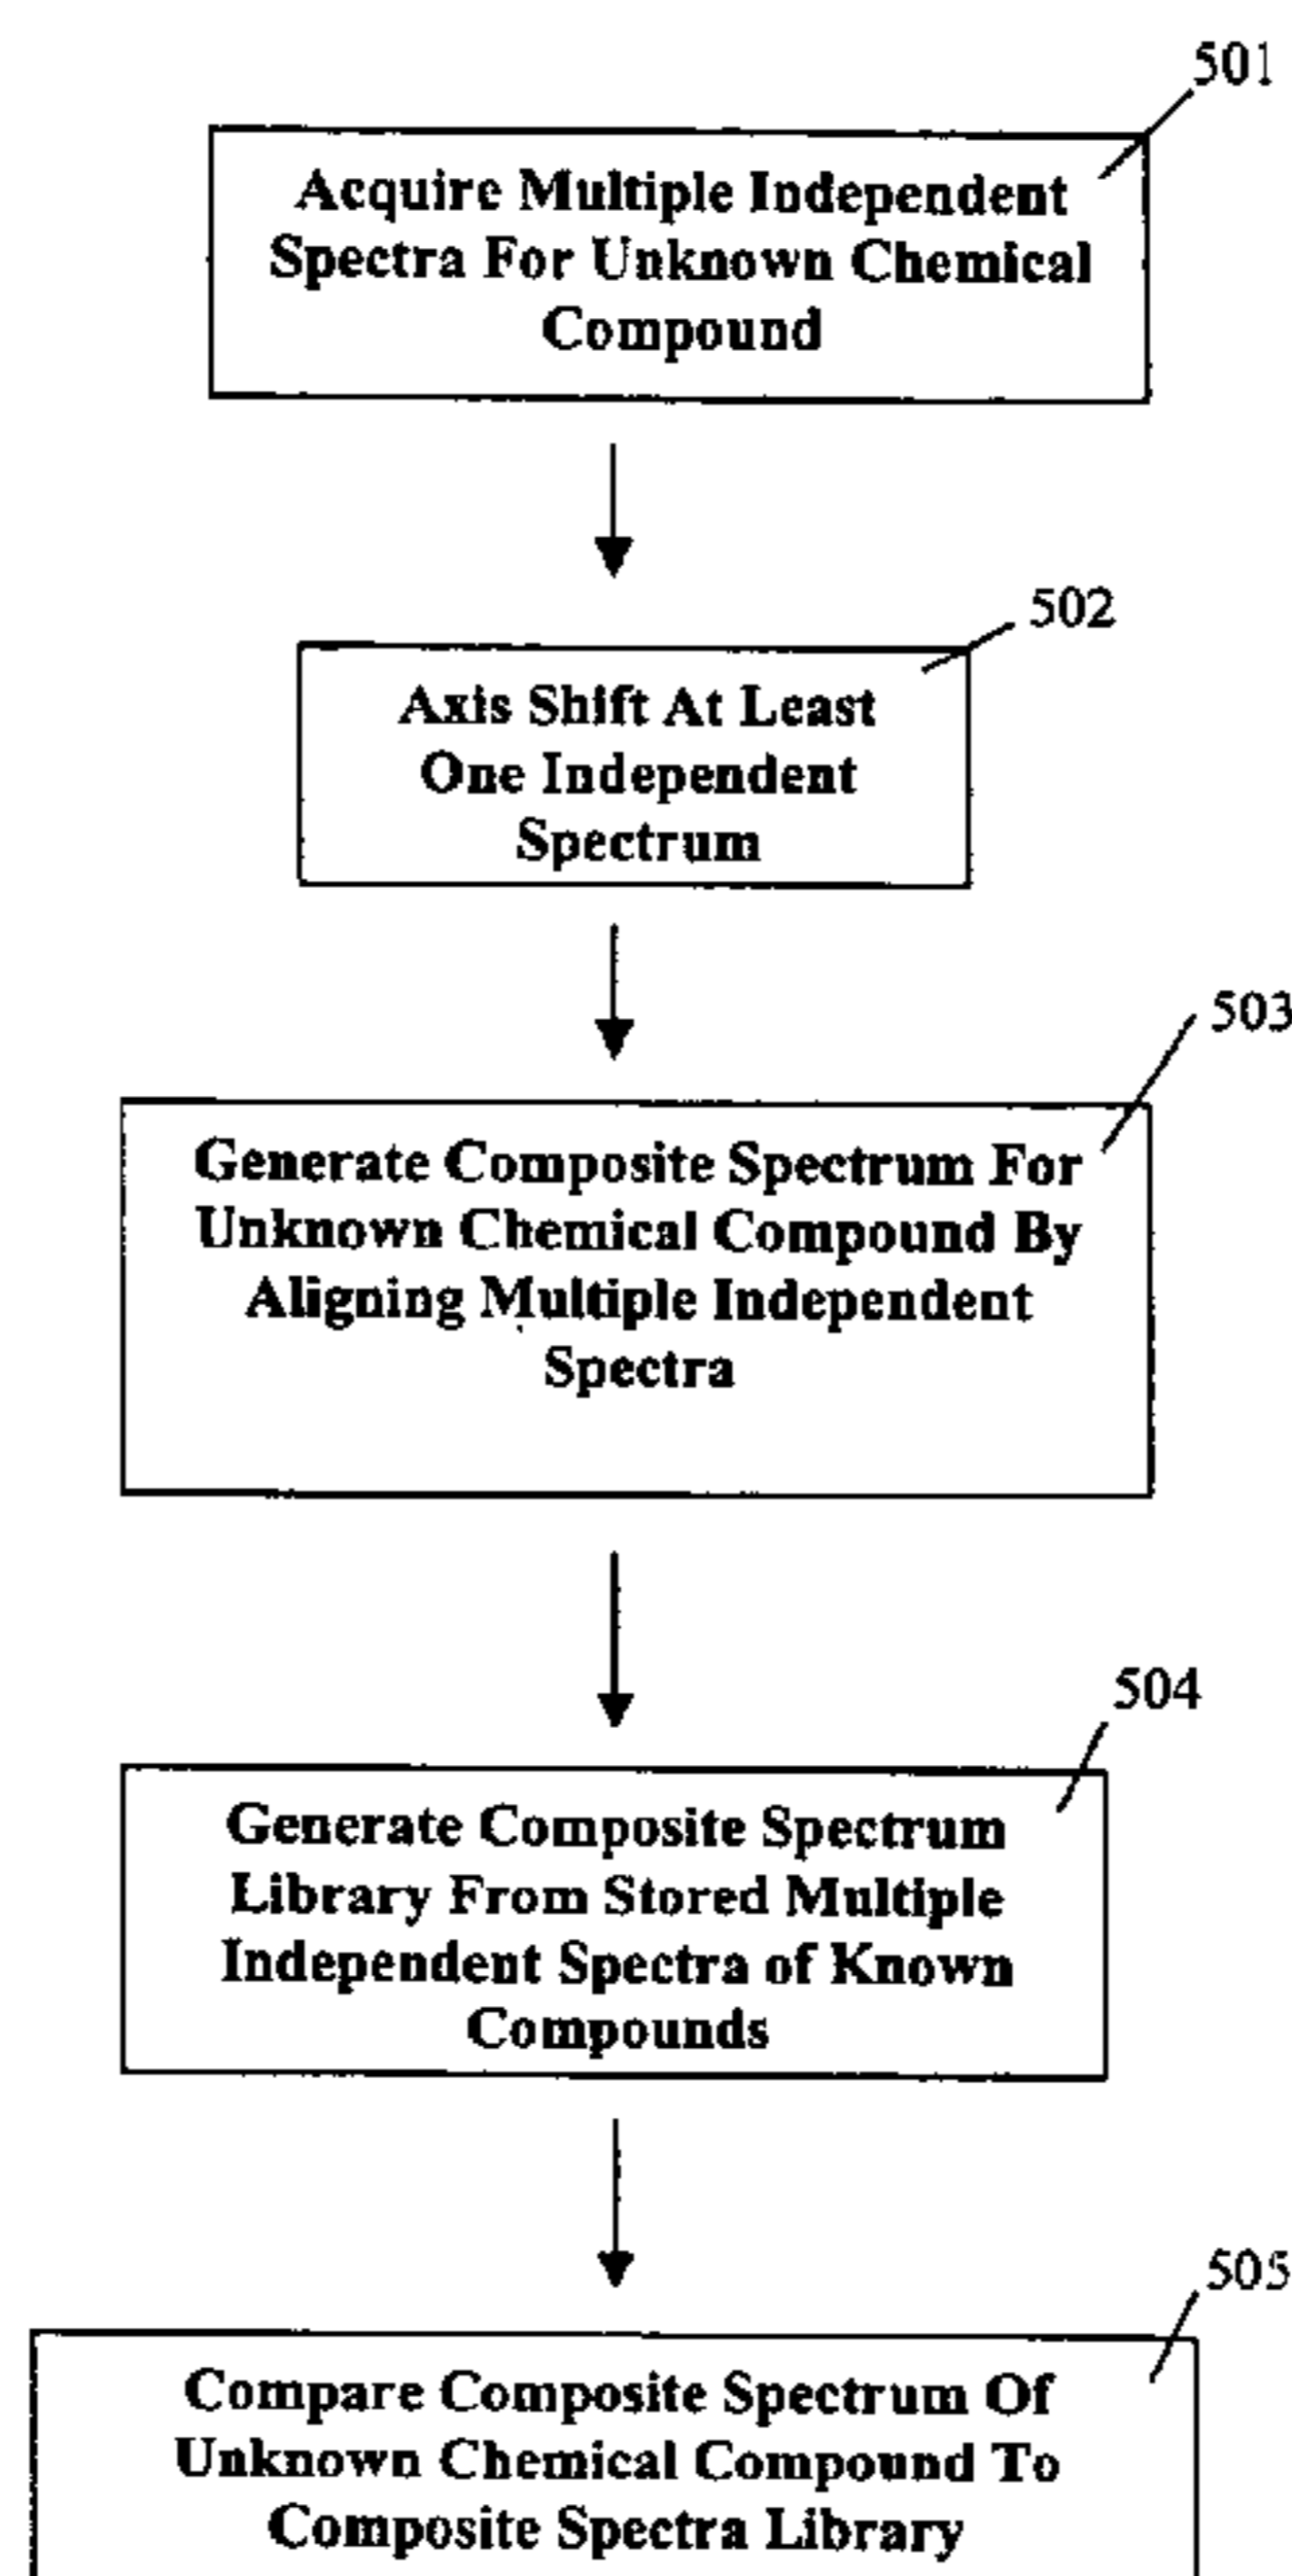 501
Acquire Multiple Independent
Spectra For Unknown Chemical
Compound
502
Axis Shift At Least
One Independent
Spectrum
503
Generate Composite Spectrum For
Unknown Chemical Compound By
Aligning Multiple Independent
Spectra
504
Generate Composite Spectrum
Library From Stored Multiple
Independent Spectra of Known
Compounds
505
Compare Composite Spectrum Of
Unknown Chemical Compound To
Composite Spectra Library